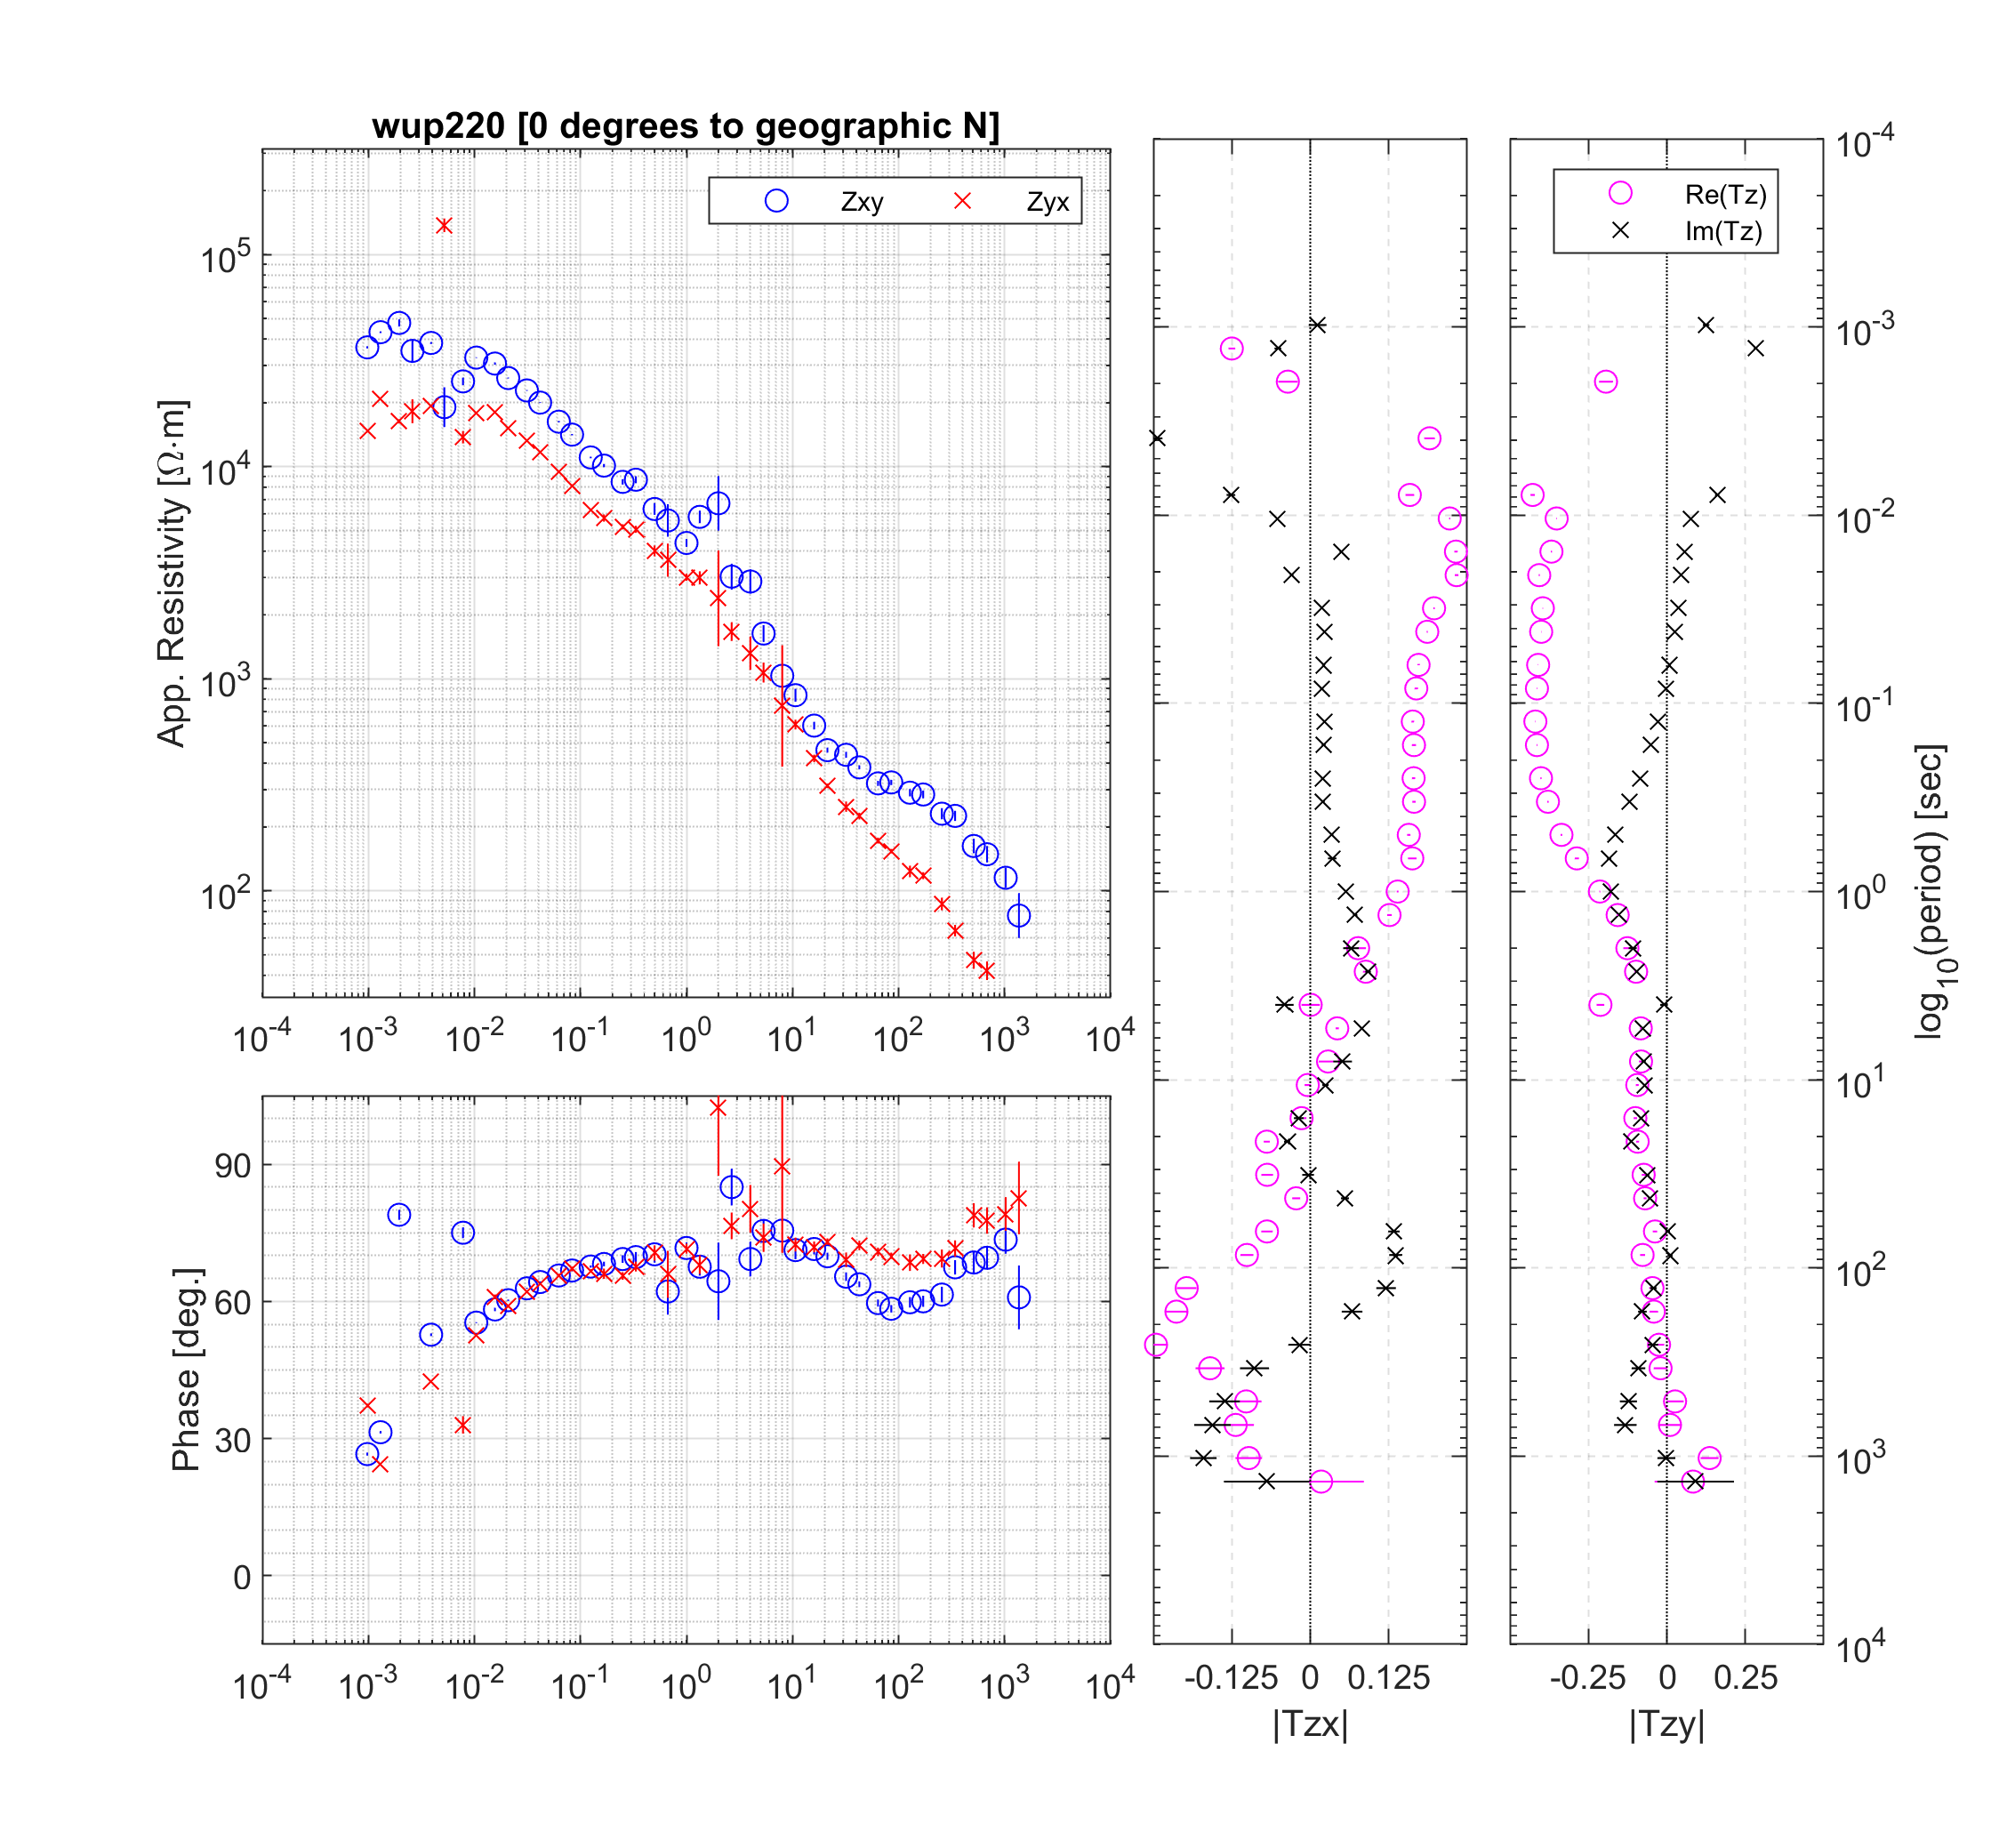 wup220 [0 degrees to geographic N]
Zxy Zyx
App. Resistivity [Ω·m]
10^5
10^4
10^3
10^2
10^-4 10^-3 10^-2 10^-1 10^0 10^1 10^2 10^3 10^4
Phase [deg.]
90
60
30
0
10^-4 10^-3 10^-2 10^-1 10^0 10^1 10^2 10^3 10^4
-0.125 0 0.125
|Tzx|
Re(Tz)
Im(Tz)
-0.25 0 0.25
|Tzy|
10^-4
10^-3
10^-2
10^-1
10^0
10^1
10^2
10^3
10^4
log10(period) [sec]